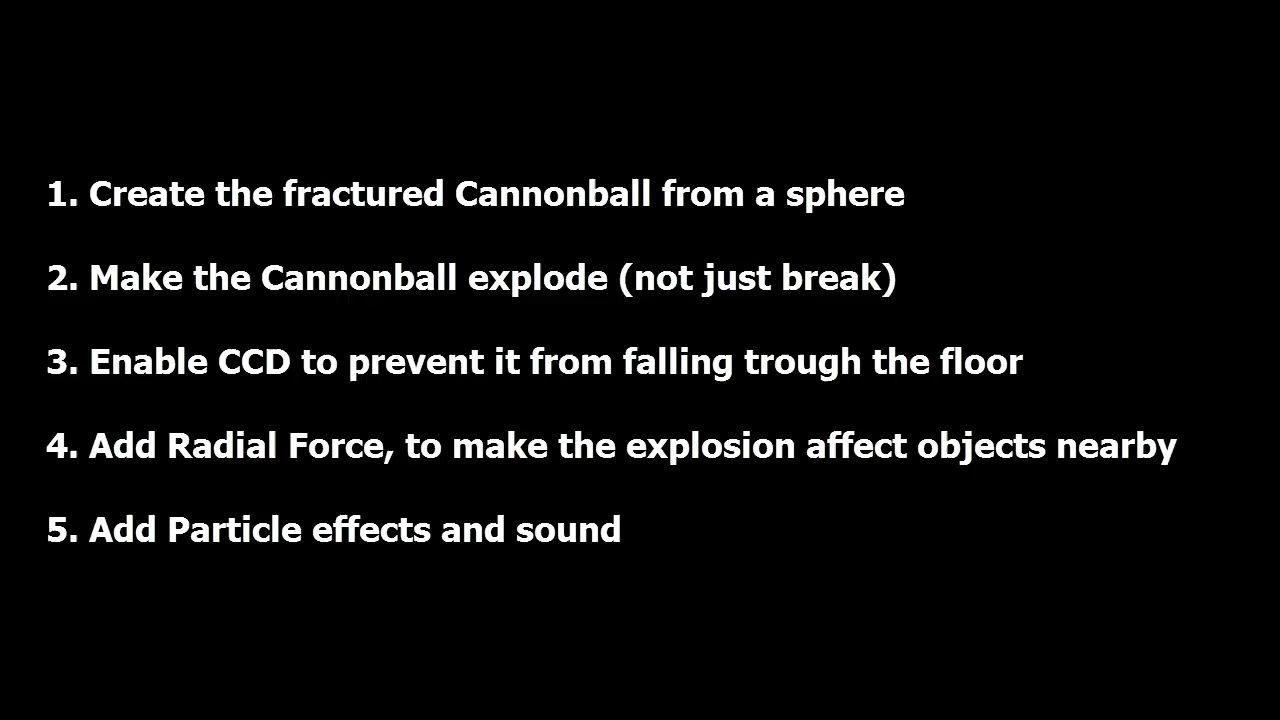 1. Create the fractured Cannonball from a sphere
2. Make the Cannonball explode (not just break)
3. Enable CCD to prevent it from falling trough the floor
4. Add Radial Force, to make the explosion affect objects nearby
5. Add Particle effects and sound